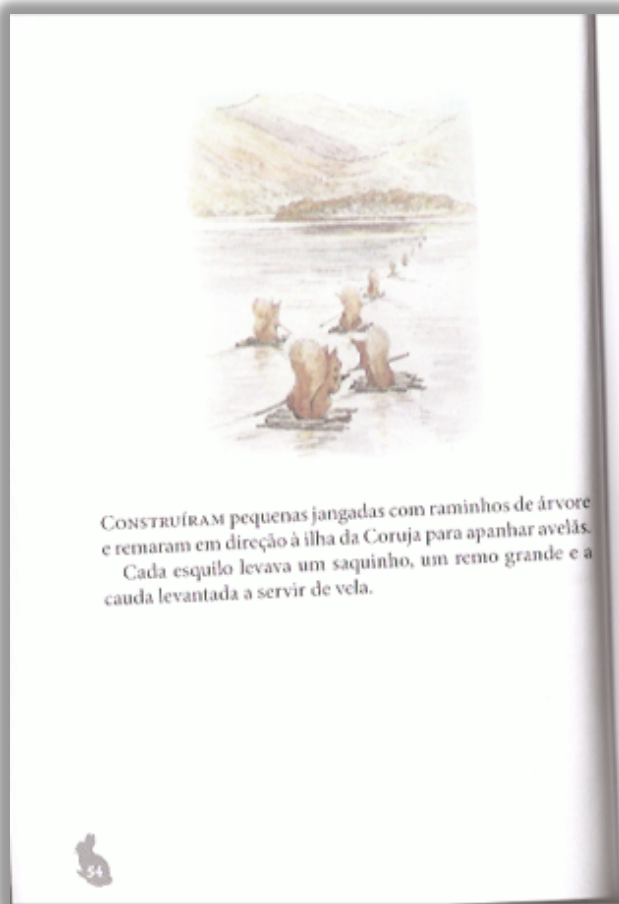 CONSTRUÍRAM pequenas jangadas com raminhos de árvore
e remaram em direção à ilha da Coruja para apanhar avelãs.
Cada esquilo levava um saquinho, um remo grande e a
cauda levantada a servir de vela.
54